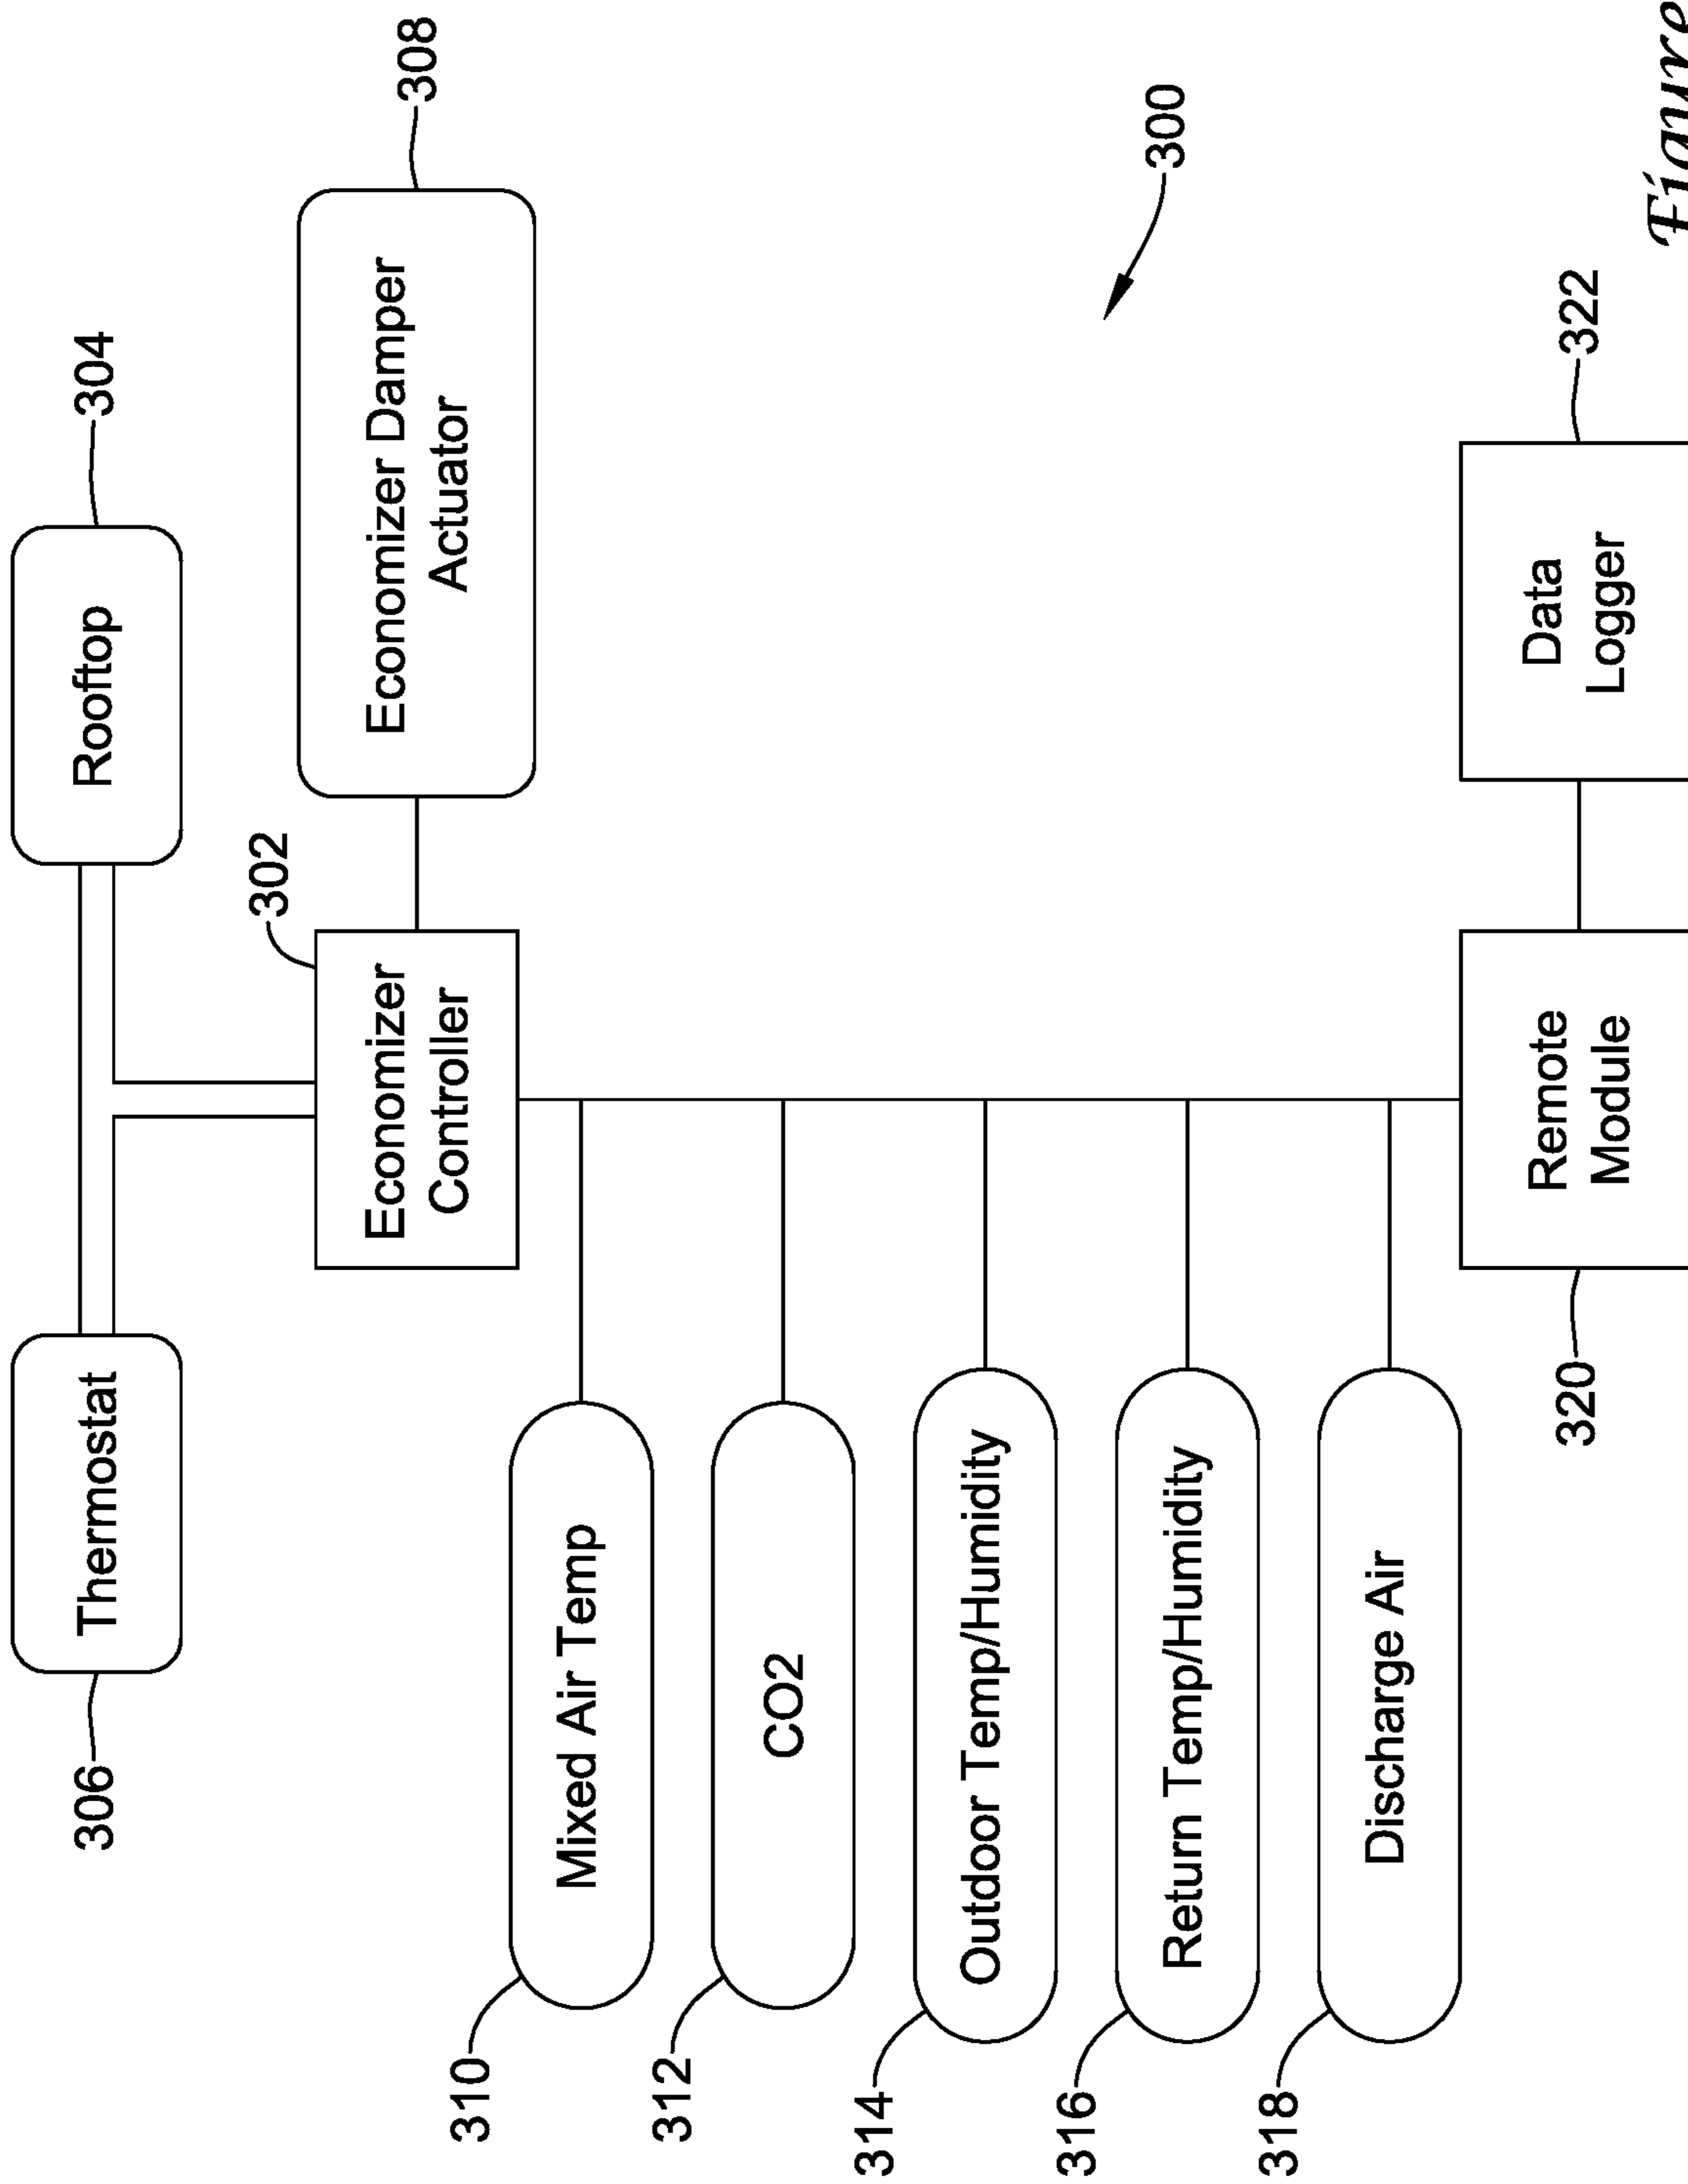 306
Thermostat
Rooftop
304
302
Economizer
Controller
Economizer Damper
Actuator
308
310
Mixed Air Temp
312
CO2
314
Outdoor Temp/Humidity
316
Return Temp/Humidity
318
Discharge Air
300
320
Remote
Module
Data
Logger
322
Figure